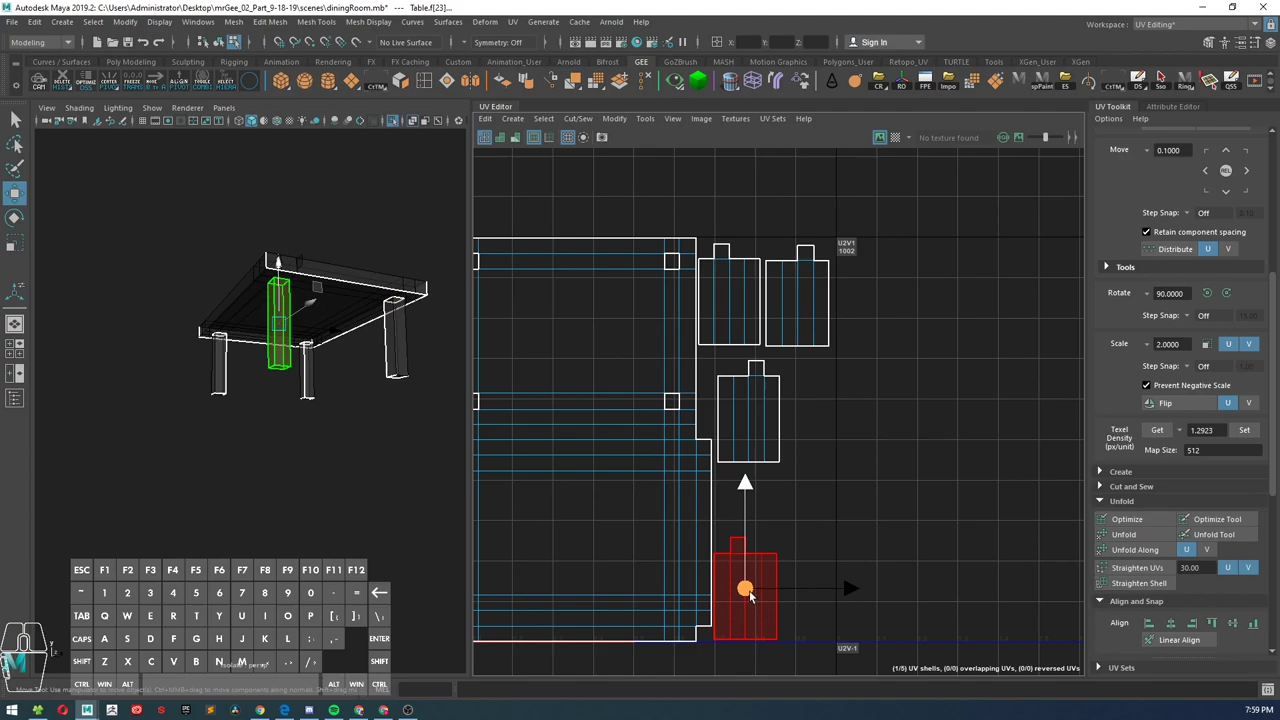 Autodesk Maya 2019.2: C:\Users\Administrator\Desktop\mrGee_02_Part_9-18-19\scenes\diningRoom.mb* - Table.f[23]...
File Edit Create Select Modify Display Windows Mesh Edit Mesh Mesh Tools Mesh Display Curves Surfaces Deform UV Generate Cache Arnold Help
Workspace : UV Editing*
Modeling No Live Surface Symmetry: Off Sign In
Curves / Surfaces Poly Modeling Sculpting Rigging Animation Rendering FX FX Caching Custom Animation_User Arnold Bifrost GEE GoZBrush MASH Motion Graphics Polygons_User Retopo_UV TURTLE Tools XGen_User XGen
View Shading Lighting Show Renderer Panels
UV Editor
Edit Create Select Cut/Sew Modify Tools View Image Textures UV Sets Help
No texture found
U2V1
1002
U2V-1
(1/5) UV shells, (0/0) overlapping UVs, (0/0) reversed UVs
UV Toolkit Attribute Editor
Options Help
Move 0.1000
REL
Step Snap: Off 0.10
Retain component spacing
Distribute U V
Tools
Rotate 90.0000
Step Snap: Off
Scale 2.0000 U V
Step Snap: Off
Prevent Negative Scale
Flip U V
Texel
Density
(px/unit)
Get 1.2923 Set
Map Size: 512
Create
Cut and Sew
Unfold
Optimize Optimize Tool
Unfold Unfold Tool
Unfold Along U V
Straighten UVs 30.00 U V
Straighten Shell
Align and Snap
Align
Linear Align
UV Sets
ESC F1 F2 F3 F4 F5 F6 F7 F8 F9 F10 F11 F12
~ 1 2 3 4 5 6 7 8 9 0 - =
TAB Q W E R T Y U I O P [ ] \
CAPS A S D F G H J K L ; ' ENTER
SHIFT Z X C V B N M , . / SHIFT
CTRL WIN ALT ALT WIN CTRL
MEL
7:59 PM